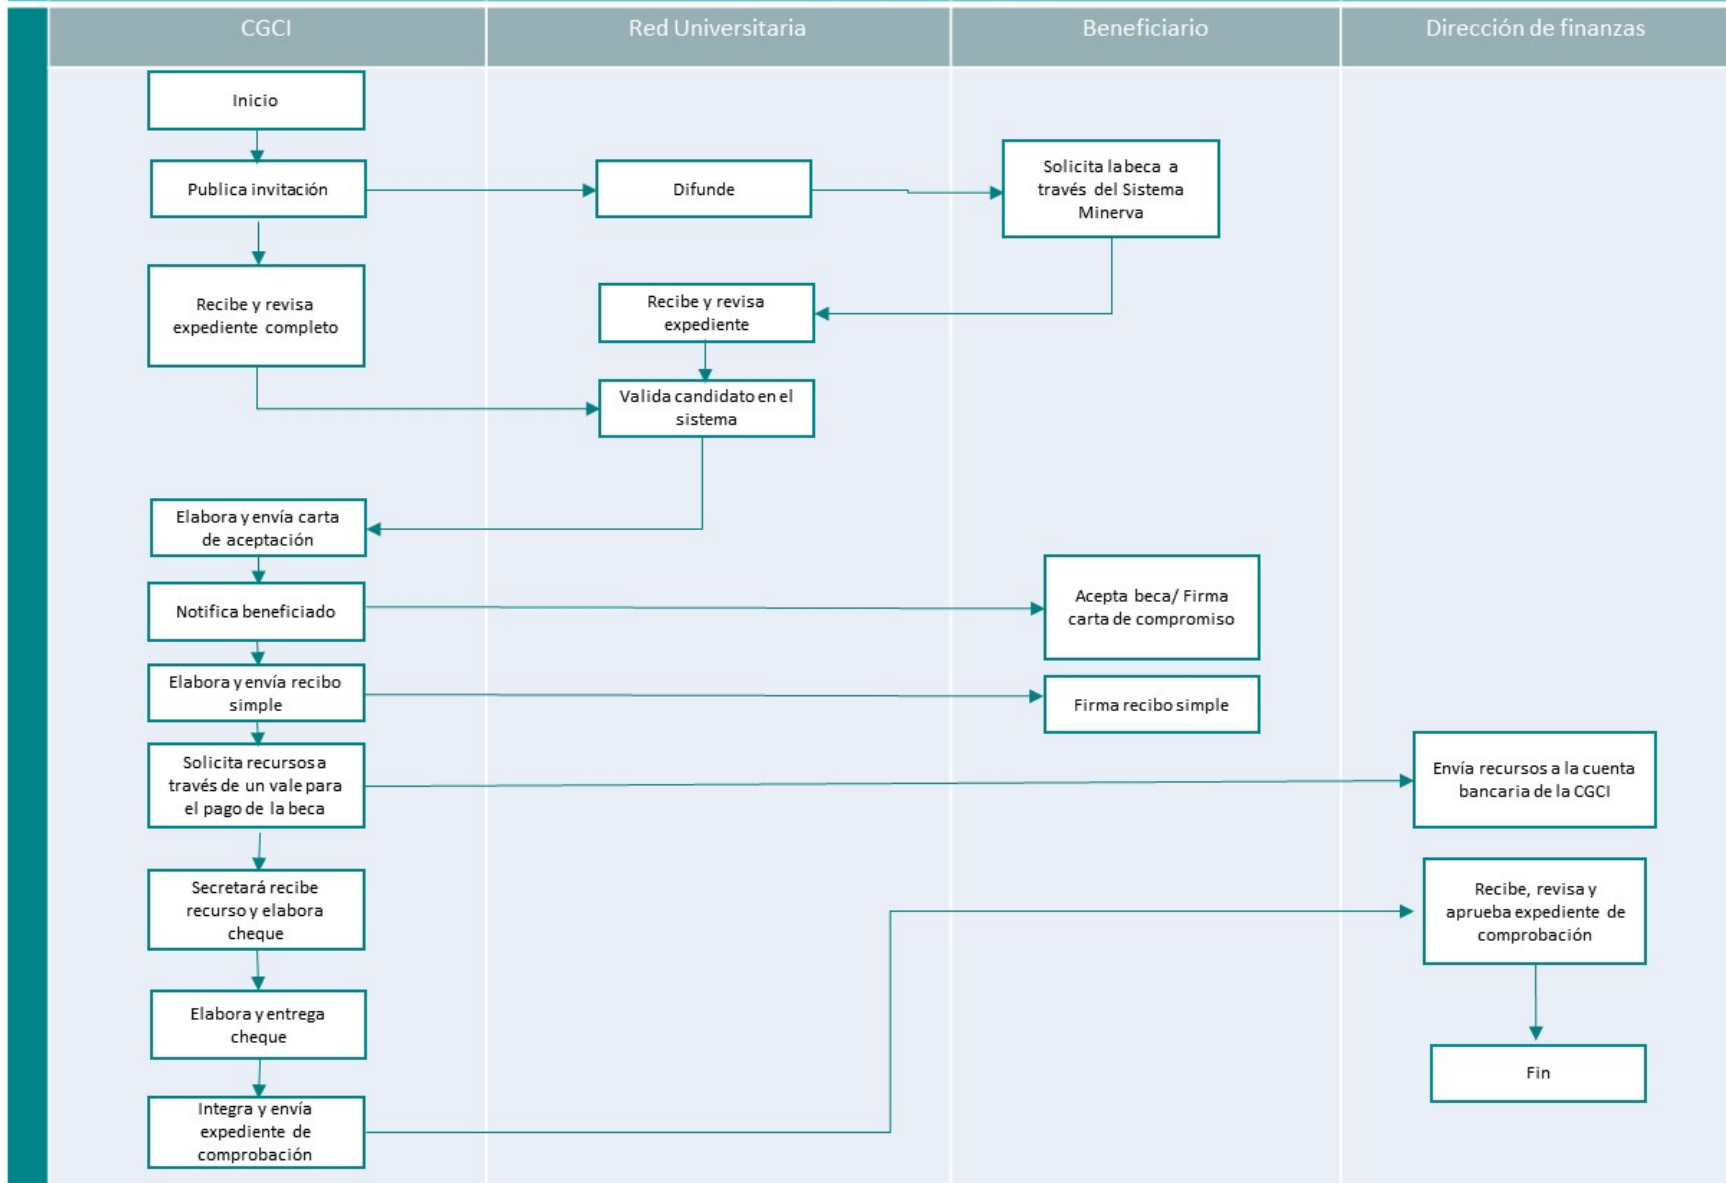 CGCI
Red Universitaria
Beneficiario
Dirección de finanzas
Inicio
Publica invitación
Difunde
Solicita la beca a
través del Sistema
Minerva
Recibe y revisa
expediente completo
Recibe y revisa
expediente
Valida candidato en el
sistema
Elabora y envía carta
de aceptación
Notifica beneficiado
Acepta beca/ Firma
carta de compromiso
Elabora y envía recibo
simple
Firma recibo simple
Solicita recursos a
través de un vale para
el pago de la beca
Envía recursos a la cuenta
bancaria de la CGCI
Secretará recibe
recurso y elabora
cheque
Recibe, revisa y
aprueba expediente de
comprobación
Elabora y entrega
cheque
Fin
Integra y envía
expediente de
comprobación